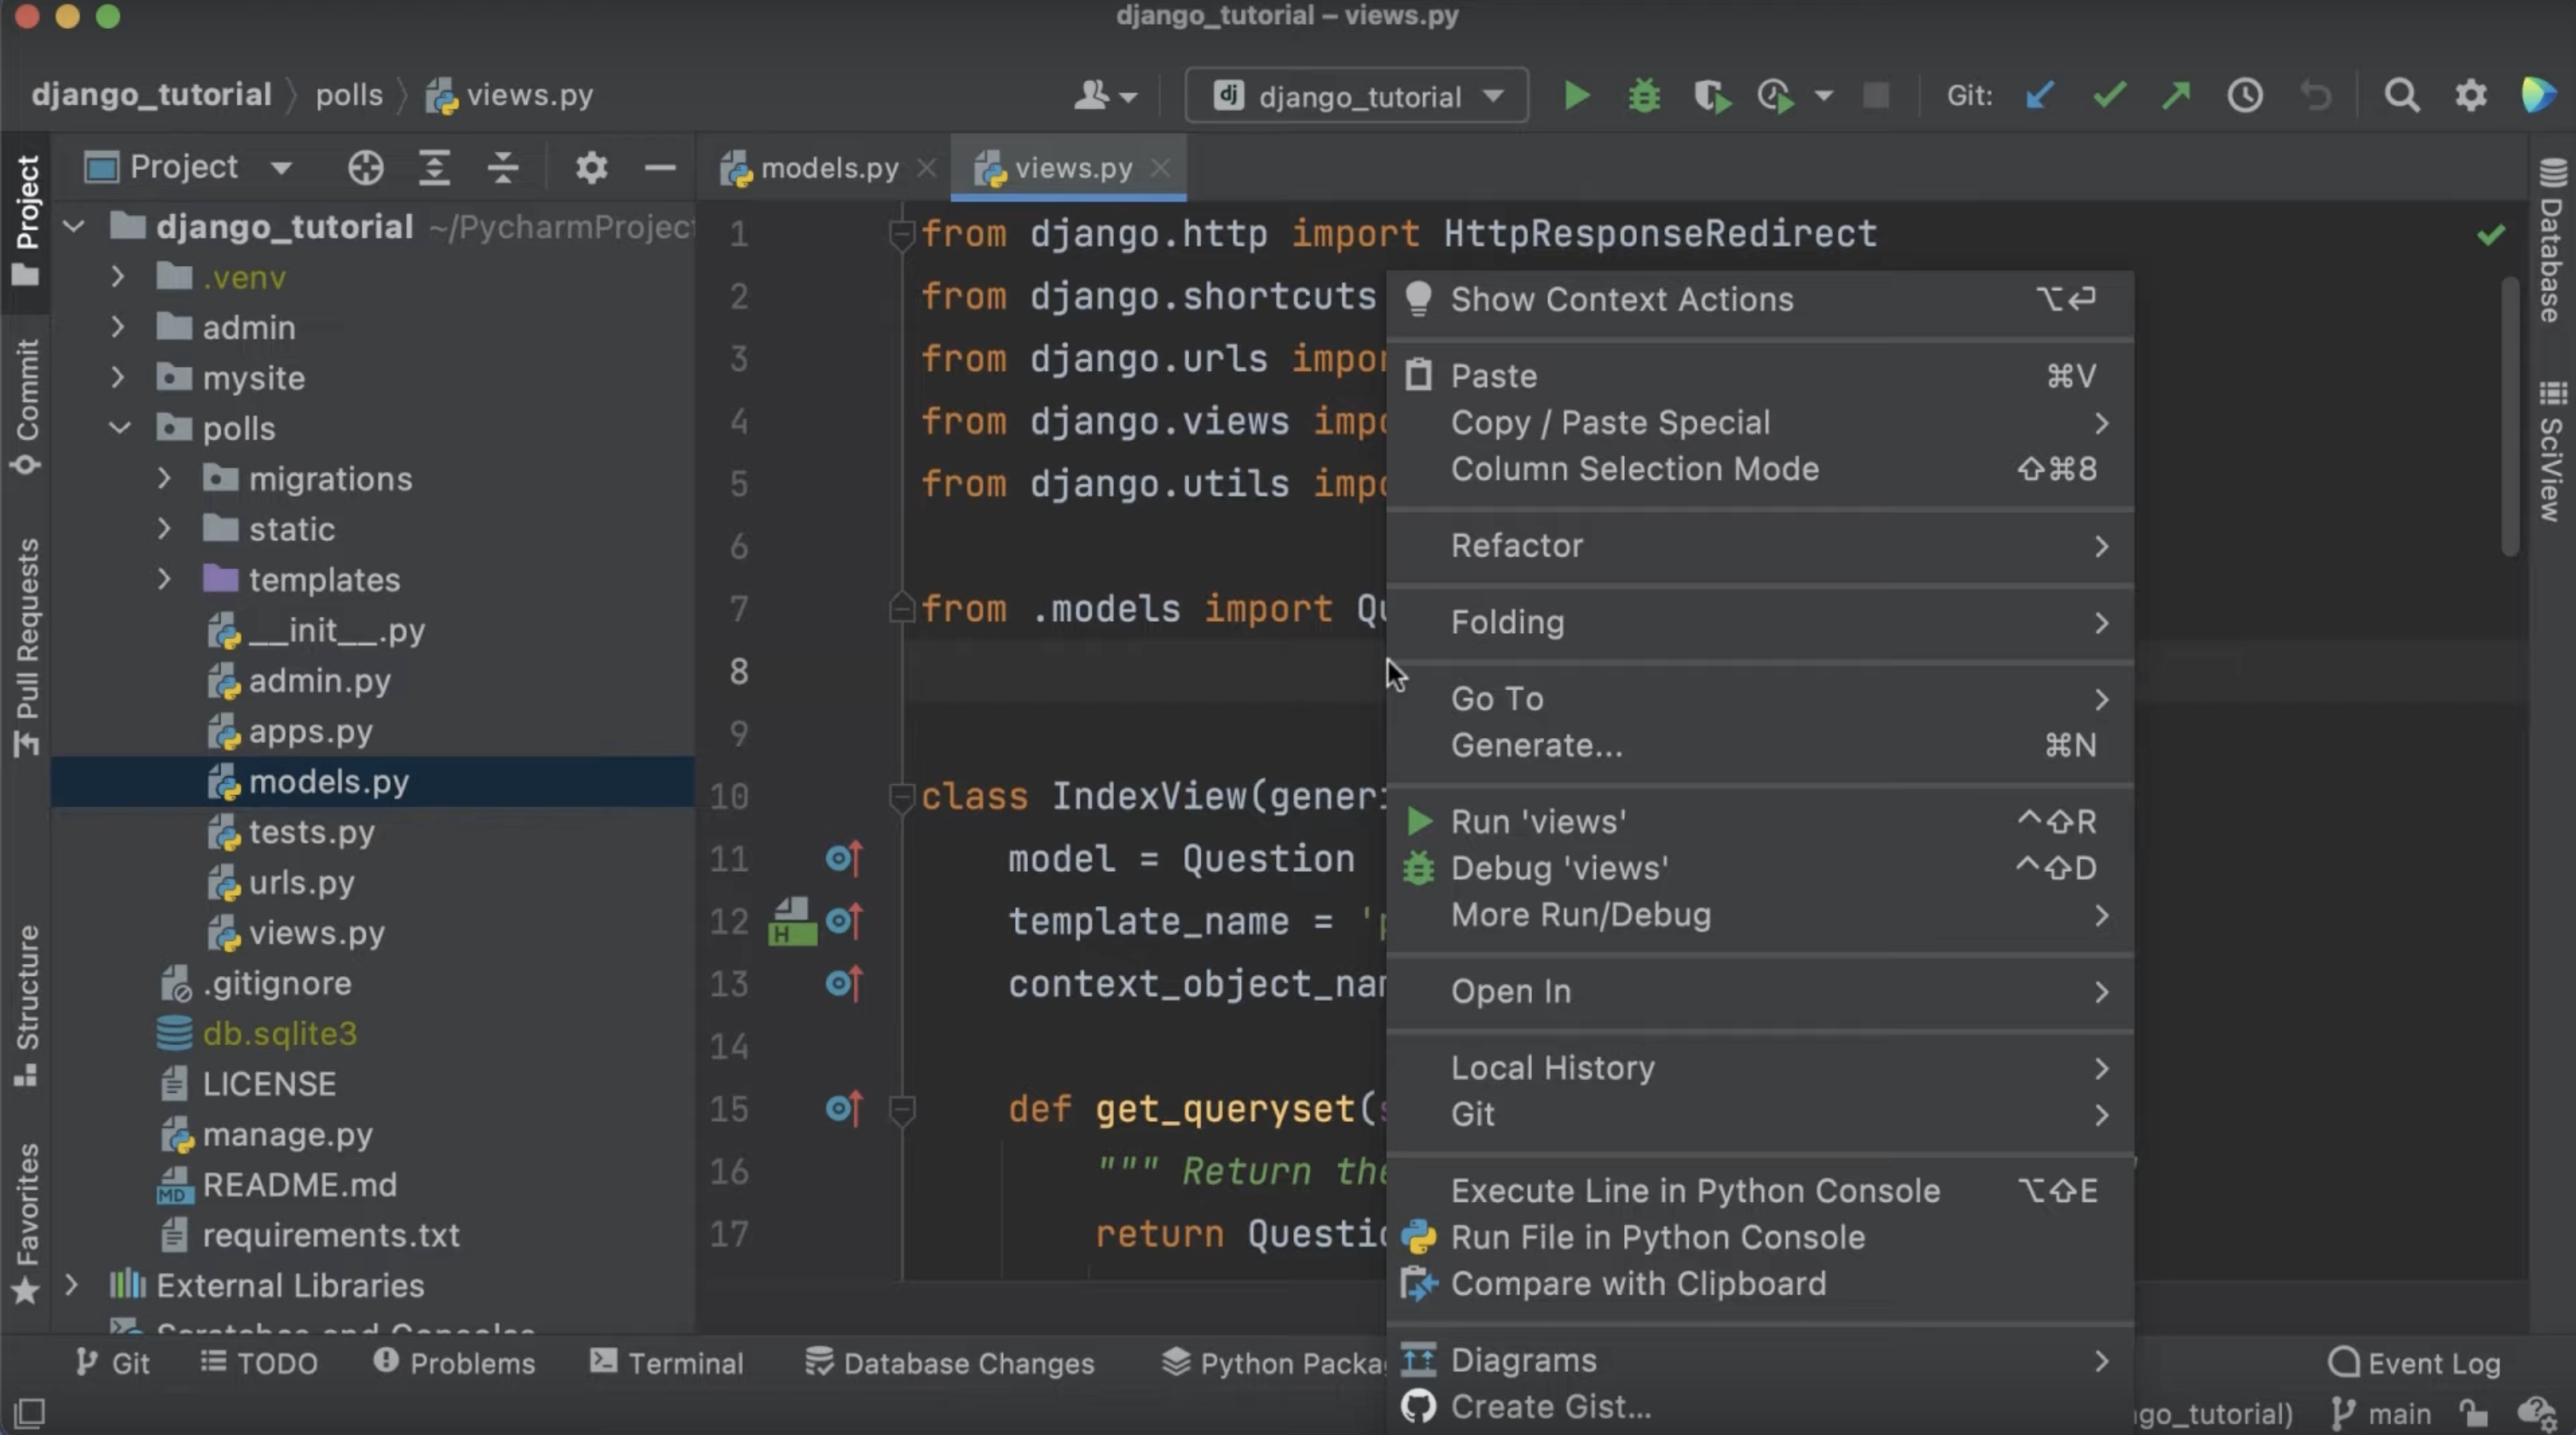 django_tutorial – views.py
django_tutorial polls views.py
dj django_tutorial
Git:
Project
Commit
Pull Requests
Structure
Favorites
Project
django_tutorial ~/PycharmProject
.venv
admin
mysite
polls
migrations
static
templates
__init__.py
admin.py
apps.py
models.py
tests.py
urls.py
views.py
.gitignore
db.sqlite3
LICENSE
manage.py
MD README.md
requirements.txt
External Libraries
Scratches and Consoles
models.py views.py
1 from django.http import HttpResponseRedirect
2 from django.shortcuts
3 from django.urls impor
4 from django.views impo
5 from django.utils impo
6
7 from .models import Qu
8
9
10 class IndexView(generi
11 model = Question
12 H template_name = 'p
13 context_object_nam
14
15 def get_queryset(s
16 """ Return the
17 return Questio
Show Context Actions ⌥⏎
Paste ⌘V
Copy / Paste Special
Column Selection Mode ⇧⌘8
Refactor
Folding
Go To
Generate... ⌘N
Run 'views' ^⇧R
Debug 'views' ^⇧D
More Run/Debug
Open In
Local History
Git
Execute Line in Python Console ⌥⇧E
Run File in Python Console
Compare with Clipboard
Diagrams
Create Gist...
Database
SciView
Git TODO Problems Terminal Database Changes Python Packa
Event Log
go_tutorial) main